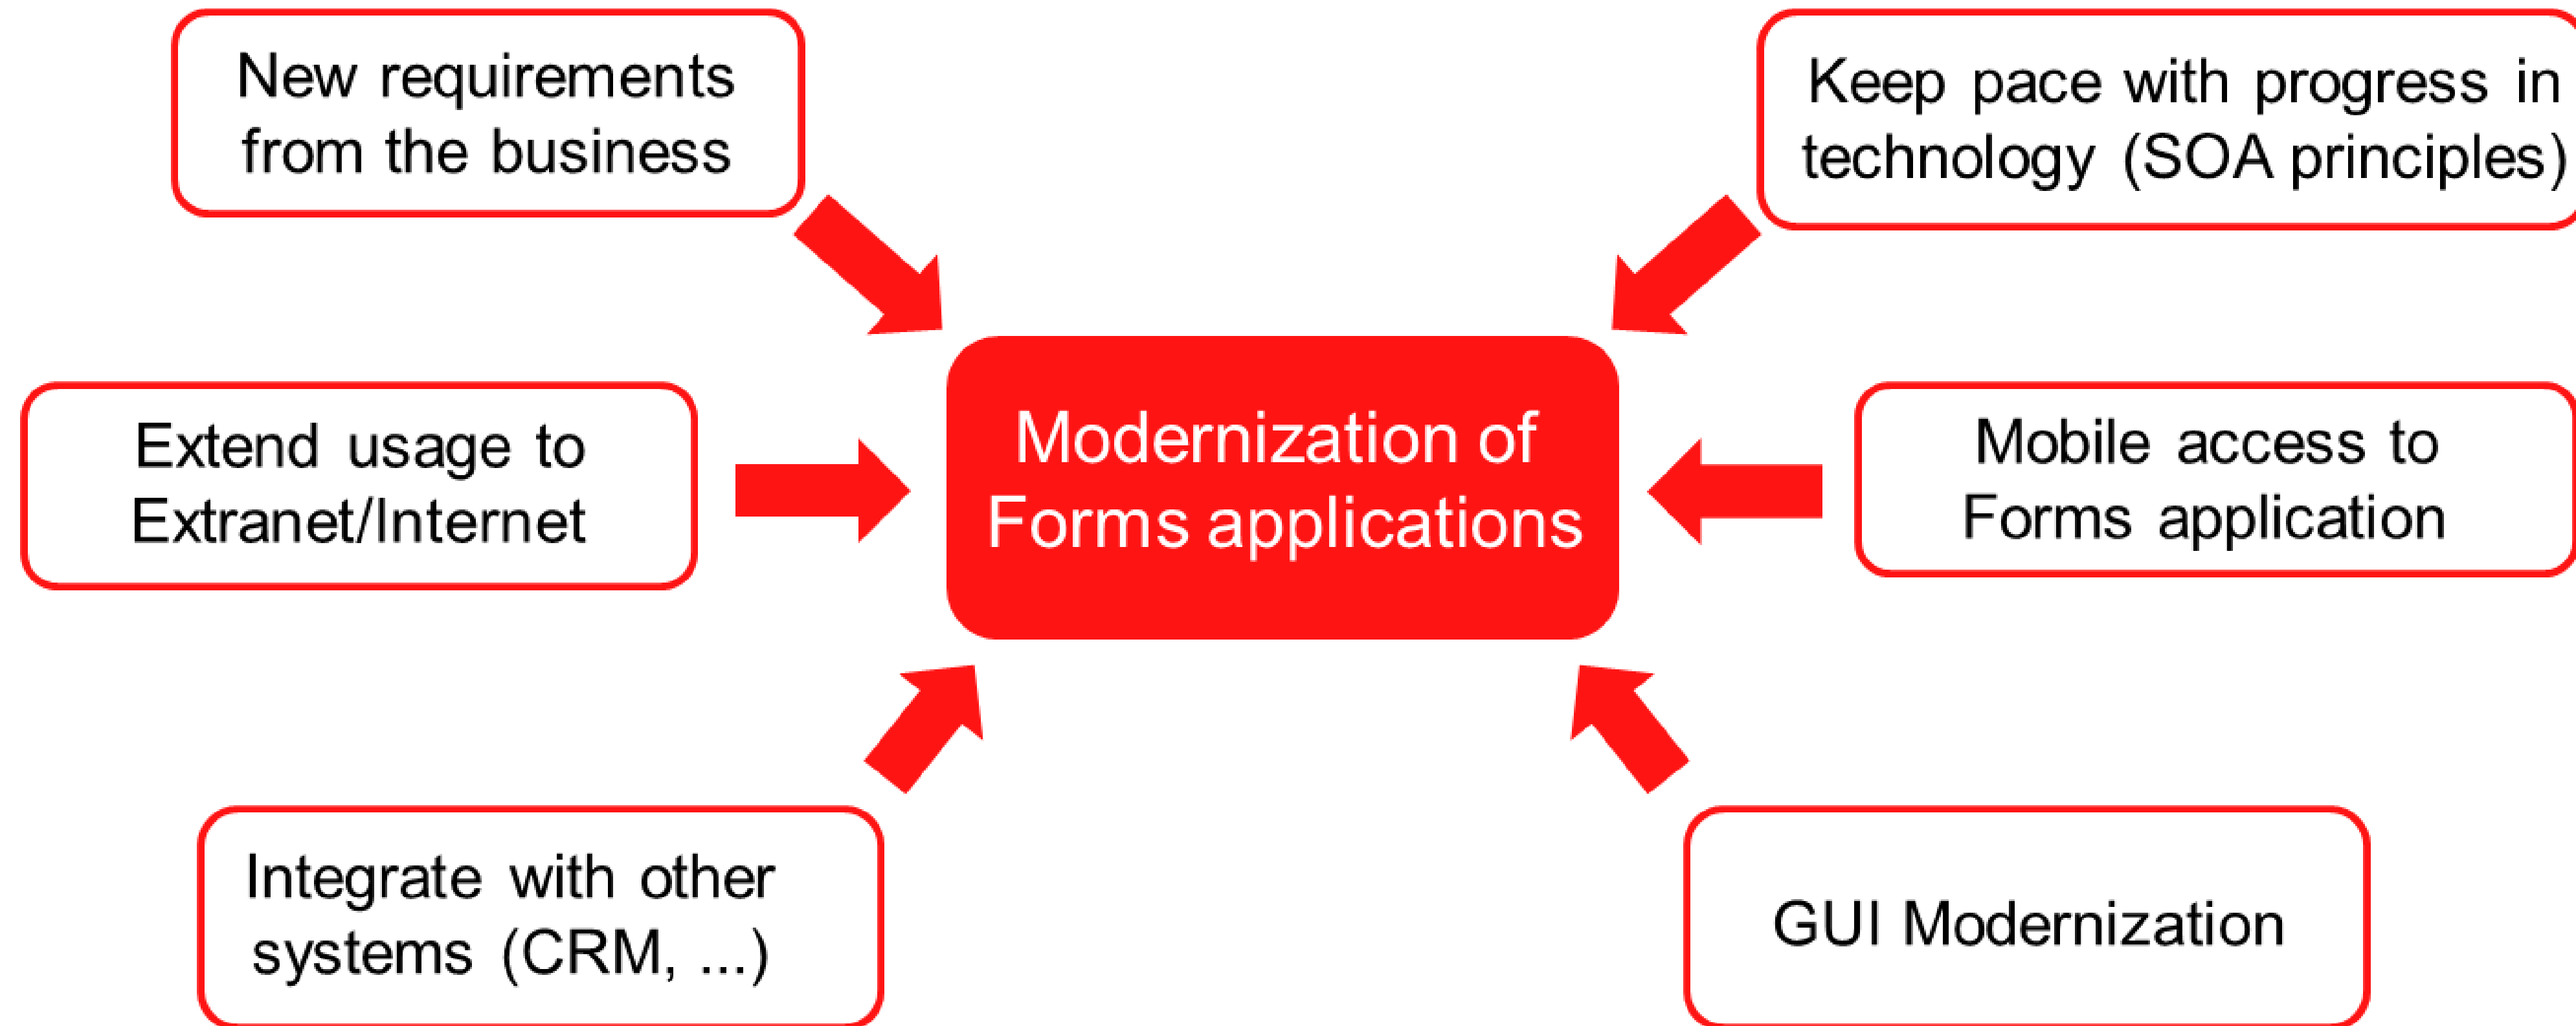 New requirements
from the business
Keep pace with progress in
technology (SOA principles)
Extend usage to
Extranet/Internet
Modernization of
Forms applications
Mobile access to
Forms application
Integrate with other
systems (CRM, ...)
GUI Modernization